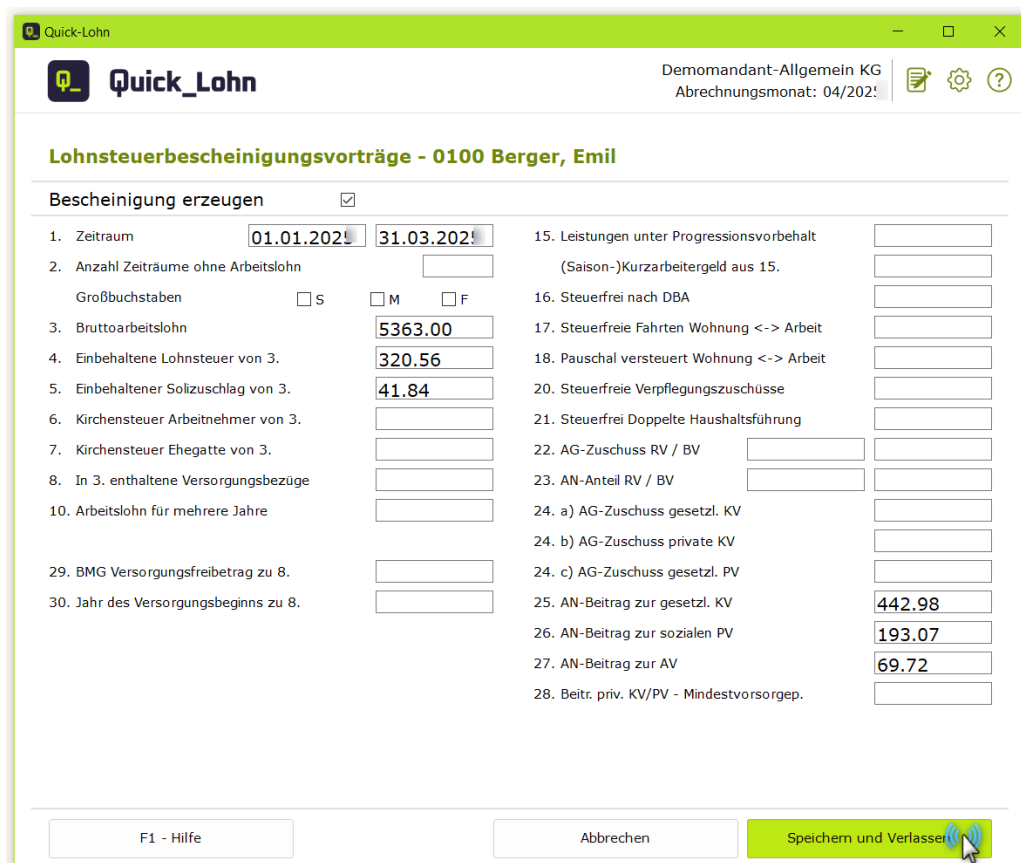 Quick-Lohn
Q_ Quick_Lohn
Demomandant-Allgemein KG
Abrechnungsmonat: 04/2025
?
Lohnsteuerbescheinigungsvorträge - 0100 Berger, Emil
Bescheinigung erzeugen
1. Zeitraum 01.01.2025 31.03.2025
2. Anzahl Zeiträume ohne Arbeitslohn
Großbuchstaben S M F
3. Bruttoarbeitslohn 5363.00
4. Einbehaltene Lohnsteuer von 3. 320.56
5. Einbehaltener Solizuschlag von 3. 41.84
6. Kirchensteuer Arbeitnehmer von 3.
7. Kirchensteuer Ehegatte von 3.
8. In 3. enthaltene Versorgungsbezüge
10. Arbeitslohn für mehrere Jahre
29. BMG Versorgungsfreibetrag zu 8.
30. Jahr des Versorgungsbeginns zu 8.
15. Leistungen unter Progressionsvorbehalt
(Saison-)Kurzarbeitergeld aus 15.
16. Steuerfrei nach DBA
17. Steuerfreie Fahrten Wohnung <-> Arbeit
18. Pauschal versteuert Wohnung <-> Arbeit
20. Steuerfreie Verpflegungszuschüsse
21. Steuerfrei Doppelte Haushaltsführung
22. AG-Zuschuss RV / BV
23. AN-Anteil RV / BV
24. a) AG-Zuschuss gesetzl. KV
24. b) AG-Zuschuss private KV
24. c) AG-Zuschuss gesetzl. PV
25. AN-Beitrag zur gesetzl. KV 442.98
26. AN-Beitrag zur sozialen PV 193.07
27. AN-Beitrag zur AV 69.72
28. Beitr. priv. KV/PV - Mindestvorsorgep.
F1 - Hilfe
Abbrechen
Speichern und Verlassen